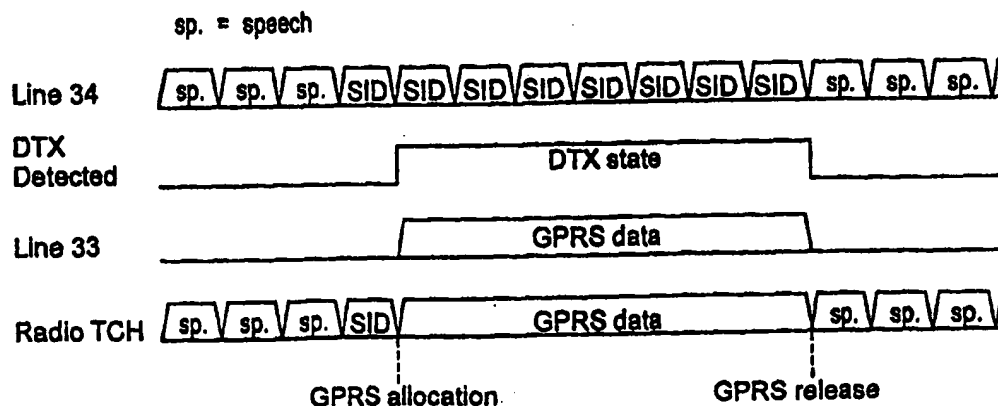 sp. = speech
Line 34 sp. sp. sp. SID SID SID SID SID SID SID SID sp. sp. sp.
DTX
Detected
DTX state
Line 33 GPRS data
Radio TCH sp. sp. sp. SID GPRS data sp. sp. sp.
GPRS allocation GPRS release